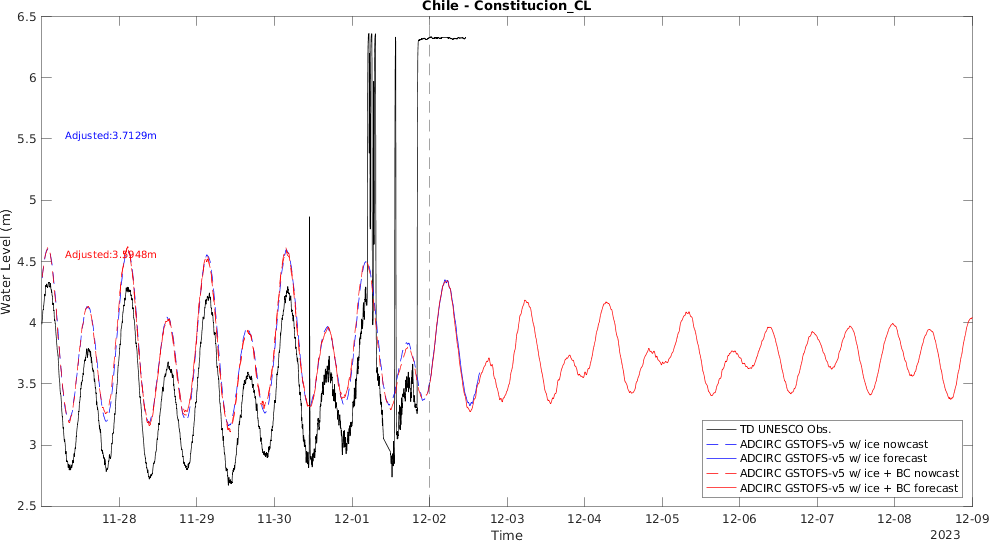 Chile - Constitucion_CL
6.5
6
5.5
5
4.5
4
3.5
3
2.5
Water Level (m)
Adjusted:3.7129m
Adjusted:3.5948m
TD UNESCO Obs.
ADCIRC GSTOFS-v5 w/ ice nowcast
ADCIRC GSTOFS-v5 w/ ice forecast
ADCIRC GSTOFS-v5 w/ ice + BC nowcast
ADCIRC GSTOFS-v5 w/ ice + BC forecast
11-28 11-29 11-30 12-01 12-02 12-03 12-04 12-05 12-06 12-07 12-08 12-09
Time
2023